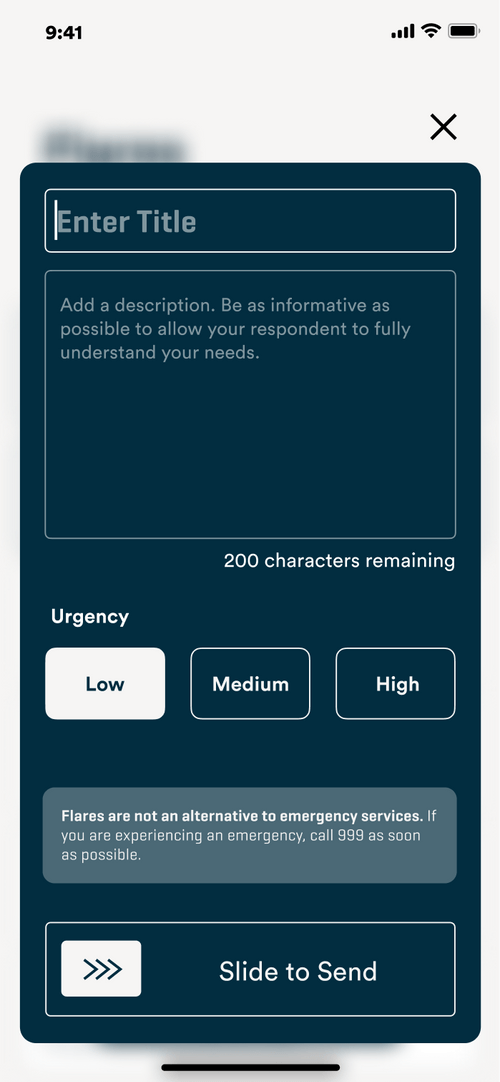 9:41
Flares
Enter Title
Add a description. Be as informative as
possible to allow your respondent to fully
understand your needs.
200 characters remaining
Urgency
Low
Medium
High
Flares are not an alternative to emergency services. If
you are experiencing an emergency, call 999 as soon
as possible.
Slide to Send